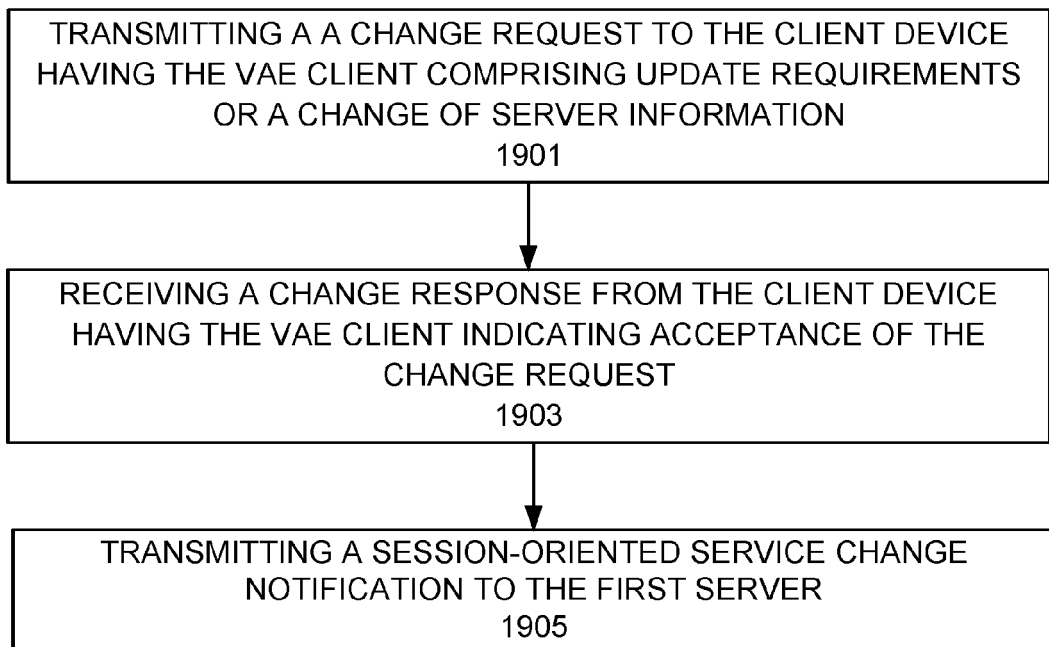 TRANSMITTING A A CHANGE REQUEST TO THE CLIENT DEVICE
HAVING THE VAE CLIENT COMPRISING UPDATE REQUIREMENTS
OR A CHANGE OF SERVER INFORMATION
1901
RECEIVING A CHANGE RESPONSE FROM THE CLIENT DEVICE
HAVING THE VAE CLIENT INDICATING ACCEPTANCE OF THE
CHANGE REQUEST
1903
TRANSMITTING A SESSION-ORIENTED SERVICE CHANGE
NOTIFICATION TO THE FIRST SERVER
1905